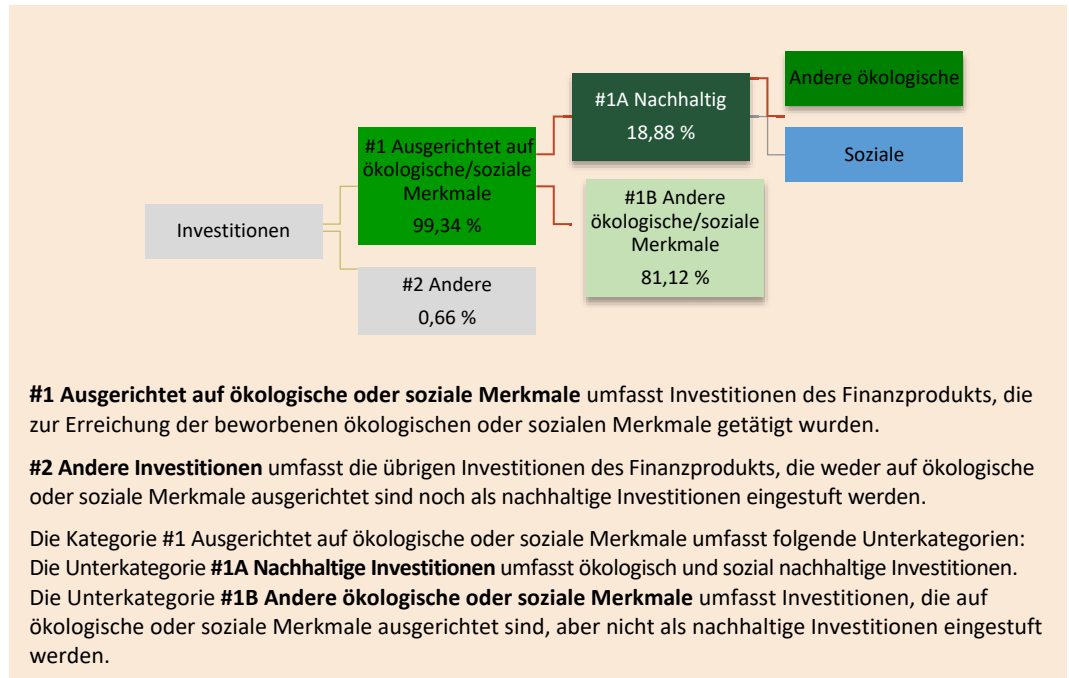 Investitionen
#1 Ausgerichtet auf
ökologische/soziale
Merkmale
99,34 %
#2 Andere
0,66 %
#1A Nachhaltig
18,88 %
#1B Andere
ökologische/soziale
Merkmale
81,12 %
Andere ökologische
Soziale
#1 Ausgerichtet auf ökologische oder soziale Merkmale umfasst Investitionen des Finanzprodukts, die
zur Erreichung der beworbenen ökologischen oder sozialen Merkmale getätigt wurden.
#2 Andere Investitionen umfasst die übrigen Investitionen des Finanzprodukts, die weder auf ökologische
oder soziale Merkmale ausgerichtet sind noch als nachhaltige Investitionen eingestuft werden.
Die Kategorie #1 Ausgerichtet auf ökologische oder soziale Merkmale umfasst folgende Unterkategorien:
Die Unterkategorie #1A Nachhaltige Investitionen umfasst ökologisch und sozial nachhaltige Investitionen.
Die Unterkategorie #1B Andere ökologische oder soziale Merkmale umfasst Investitionen, die auf
ökologische oder soziale Merkmale ausgerichtet sind, aber nicht als nachhaltige Investitionen eingestuft
werden.